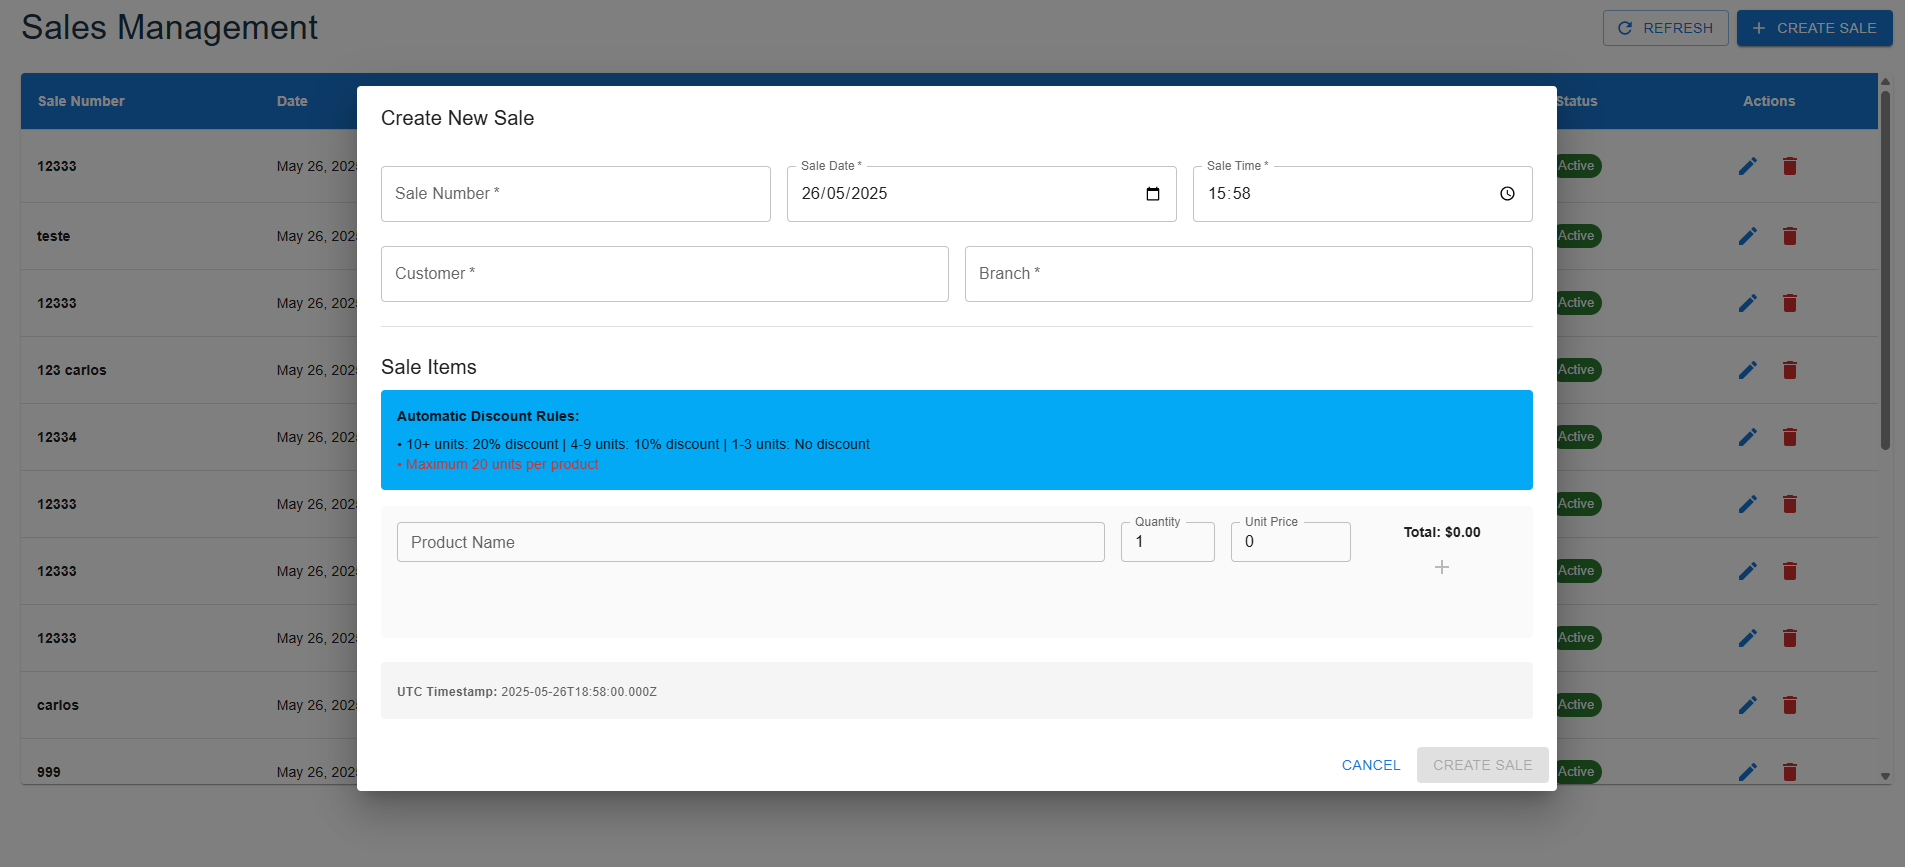 Sales Management
REFRESH
CREATE SALE
Sale Number Date Status Actions
Create New Sale
Sale Number *
Sale Date *
26/05/2025
Sale Time *
15:58
Customer *
Branch *
Sale Items
Automatic Discount Rules:
• 10+ units: 20% discount | 4-9 units: 10% discount | 1-3 units: No discount
• Maximum 20 units per product
Product Name
Quantity
1
Unit Price
0
Total: $0.00
UTC Timestamp: 2025-05-26T18:58:00.000Z
CANCEL
CREATE SALE
12333 May 26, 202 Active
teste May 26, 202 Active
12333 May 26, 202 Active
123 carlos May 26, 202 Active
12334 May 26, 202 Active
12333 May 26, 202 Active
12333 May 26, 202 Active
12333 May 26, 202 Active
carlos May 26, 202 Active
999 May 26, 202 Active